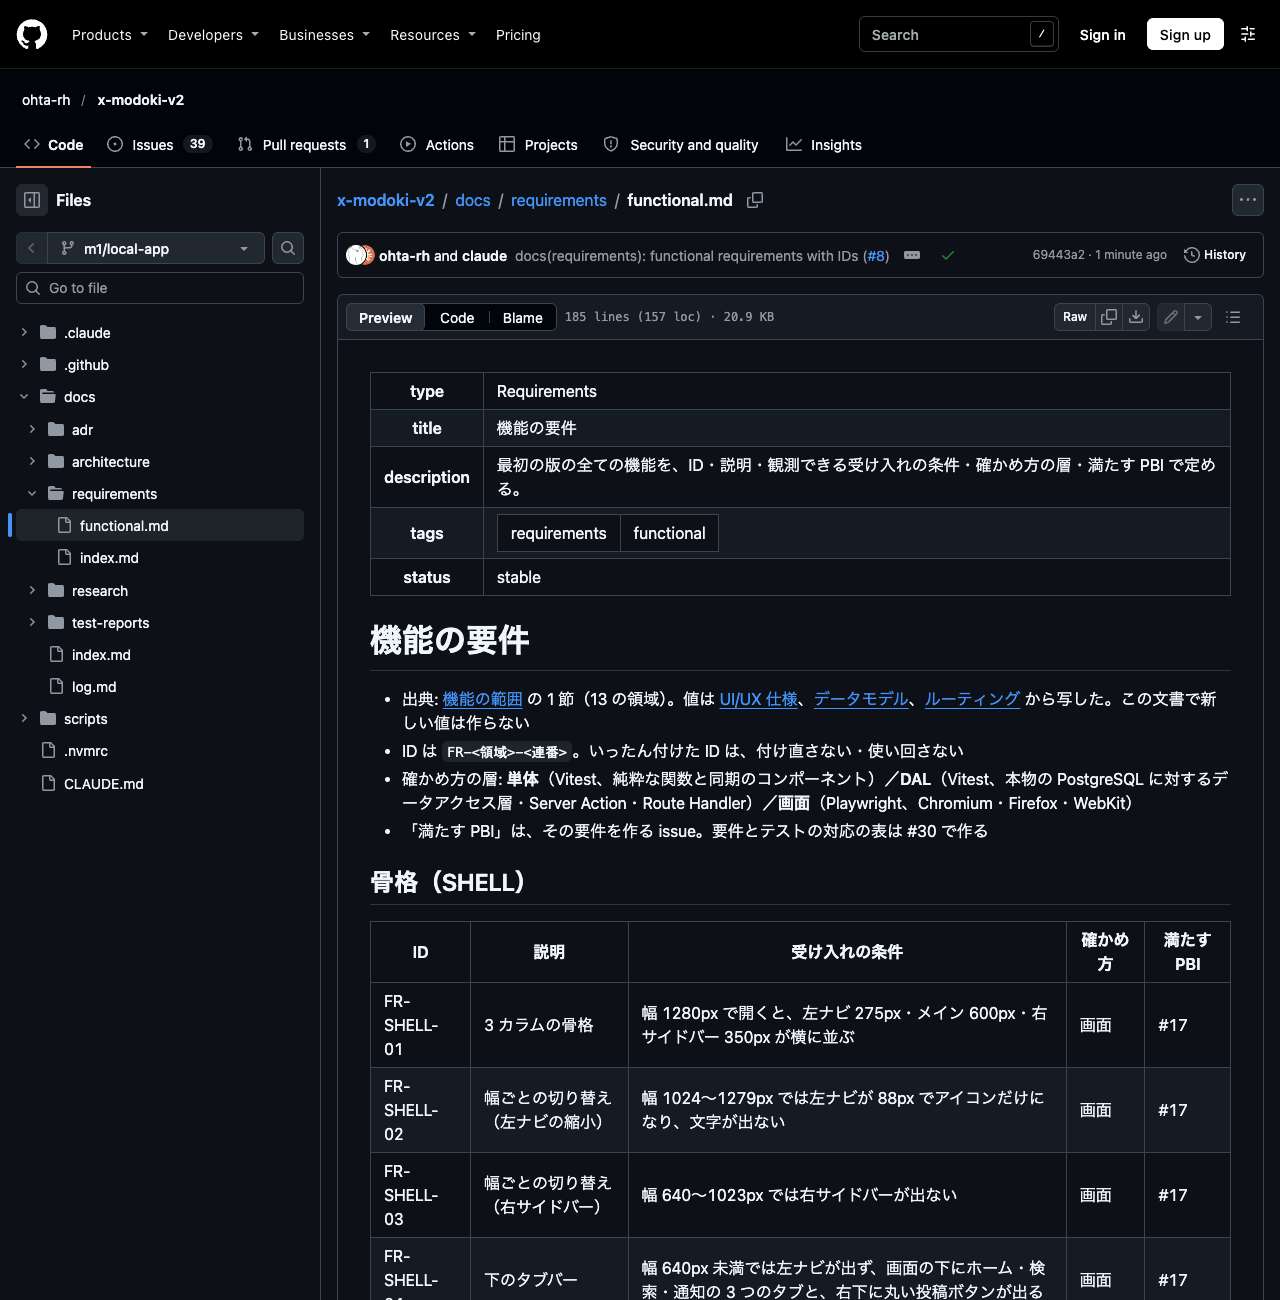 Products Developers Businesses Resources Pricing Search / Sign in Sign up
ohta-rh / x-modoki-v2
Code Issues 39 Pull requests 1 Actions Projects Security and quality Insights
Files
m1/local-app
Go to file
.claude
.github
docs
adr
architecture
requirements
functional.md
index.md
research
test-reports
index.md
log.md
scripts
.nvmrc
CLAUDE.md
x-modoki-v2 / docs / requirements / functional.md
ohta-rh and claude docs(requirements): functional requirements with IDs (#8) 69443a2 · 1 minute ago History
Preview Code Blame 185 lines (157 loc) · 20.9 KB Raw
type Requirements
title 機能の要件
description 最初の版の全ての機能を、ID・説明・観測できる受け入れの条件・確かめ方の層・満たす PBI で定め
る。
tags requirements functional
status stable
機能の要件
• 出典: 機能の範囲 の 1 節（13 の領域）。値は UI/UX 仕様、データモデル、ルーティング から写した。この文書で新
しい値は作らない
• ID は FR-<領域>-<連番> 。いったん付けた ID は、付け直さない・使い回さない
• 確かめ方の層: 単体（Vitest、純粋な関数と同期のコンポーネント）／DAL（Vitest、本物の PostgreSQL に対するデ
ータアクセス層・Server Action・Route Handler）／画面（Playwright、Chromium・Firefox・WebKit）
• 「満たす PBI」は、その要件を作る issue。要件とテストの対応の表は #30 で作る
骨格（SHELL）
ID 説明 受け入れの条件 確かめ
方 満たす
PBI
FR-
SHELL-
01 3 カラムの骨格 幅 1280px で開くと、左ナビ 275px・メイン 600px・右
サイドバー 350px が横に並ぶ 画面 #17
FR-
SHELL-
02 幅ごとの切り替え
（左ナビの縮小） 幅 1024〜1279px では左ナビが 88px でアイコンだけに
なり、文字が出ない 画面 #17
FR-
SHELL-
03 幅ごとの切り替え
（右サイドバー） 幅 640〜1023px では右サイドバーが出ない 画面 #17
FR-
SHELL-
下のタブバー 幅 640px 未満では左ナビが出ず、画面の下にホーム・検
索・通知の 3 つのタブと、右下に丸い投稿ボタンが出る 画面 #17